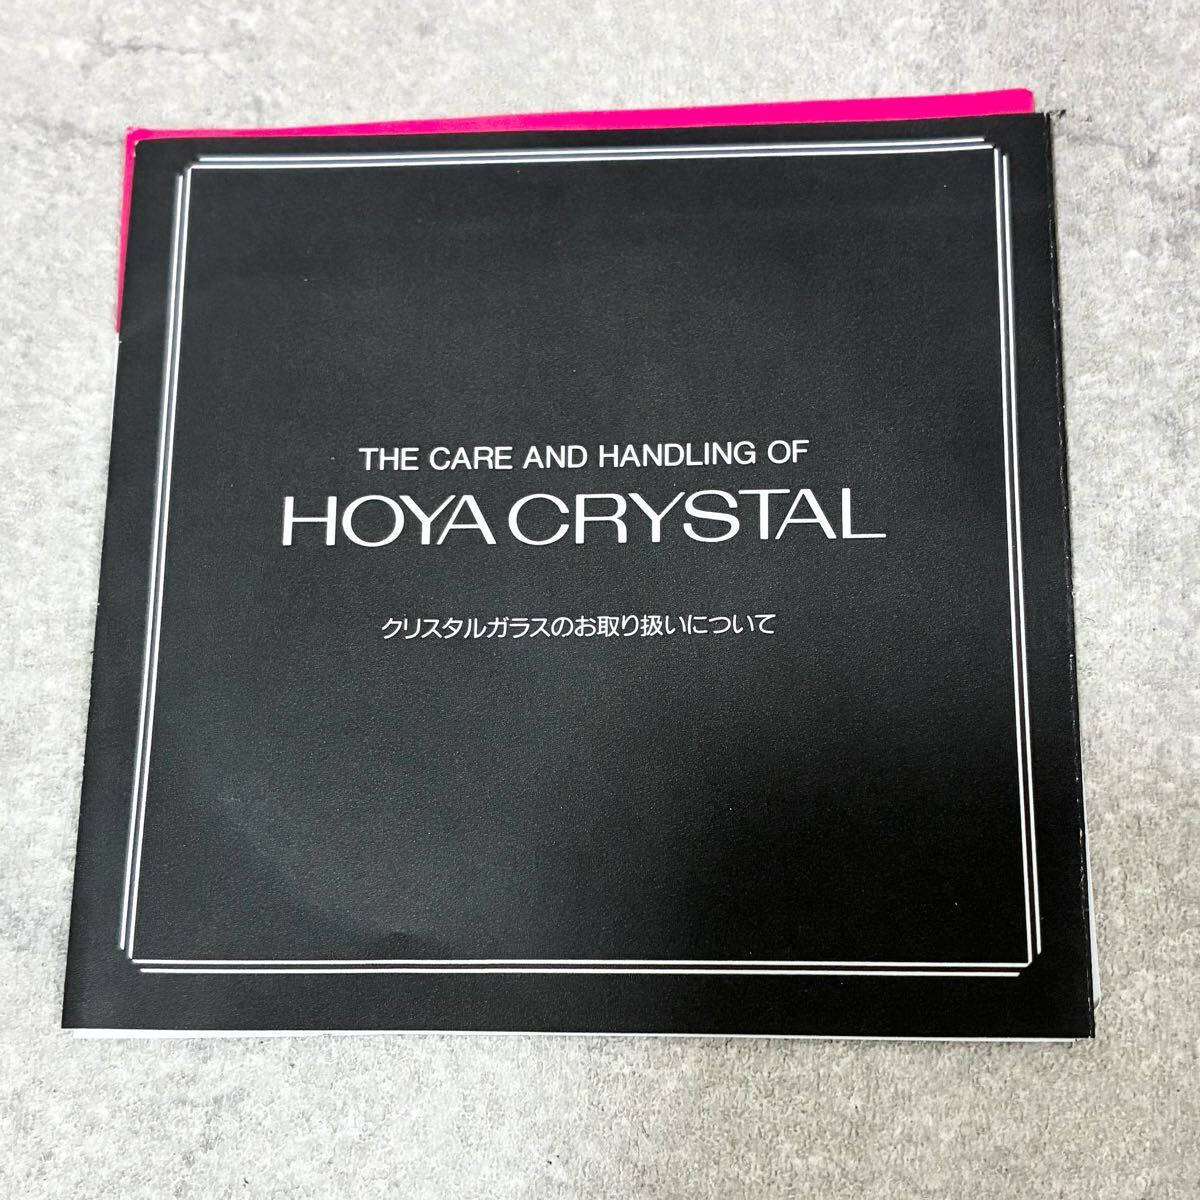 THE CARE AND HANDLING OF
HOYA CRYSTAL
クリスタルガラスのお取り扱いについて